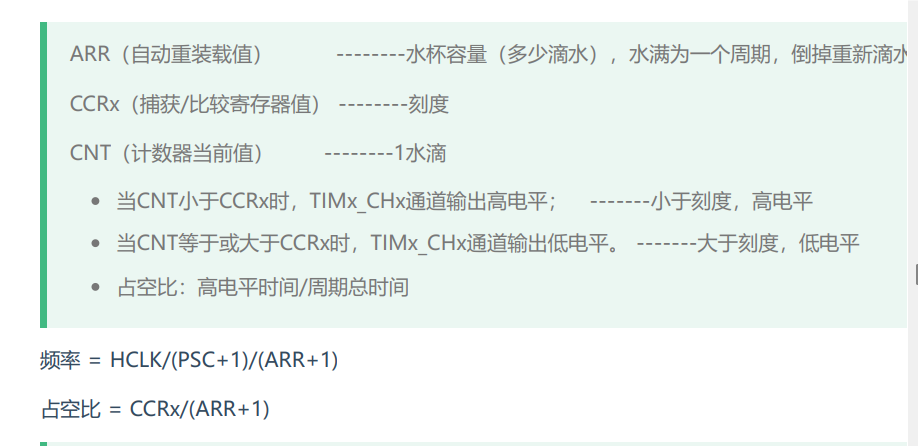 ARR（自动重装载值） --------水杯容量（多少滴水），水满为一个周期，倒掉重新滴水
CCRx（捕获/比较寄存器值） --------刻度
CNT（计数器当前值） --------1水滴
• 当CNT小于CCRx时，TIMx_CHx通道输出高电平； -------小于刻度，高电平
• 当CNT等于或大于CCRx时，TIMx_CHx通道输出低电平。 -------大于刻度，低电平
• 占空比：高电平时间/周期总时间
频率 = HCLK/(PSC+1)/(ARR+1)
占空比 = CCRx/(ARR+1)